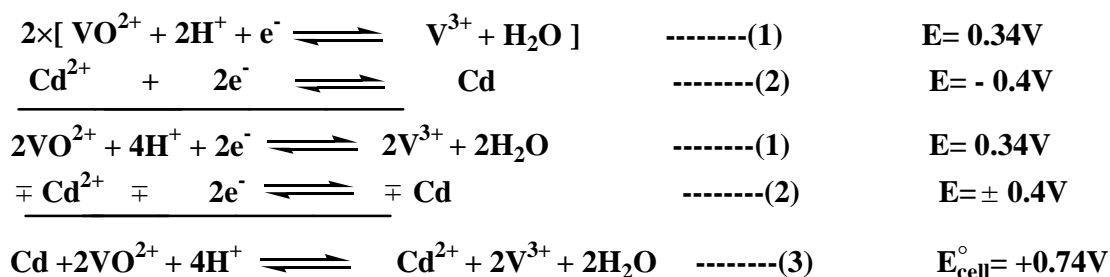 2×[ VO²⁺ + 2H⁺ + e⁻ ⇌ V³⁺ + H₂O ] --------(1) E= 0.34V
Cd²⁺ + 2e⁻ ⇌ Cd --------(2) E= - 0.4V
2VO²⁺ + 4H⁺ + 2e⁻ ⇌ 2V³⁺ + 2H₂O --------(1) E= 0.34V
∓ Cd²⁺ ∓ 2e⁻ ⇌ ∓ Cd --------(2) E= ± 0.4V
Cd +2VO²⁺ + 4H⁺ ⇌ Cd²⁺ + 2V³⁺ + 2H₂O --------(3) E°cell= +0.74V